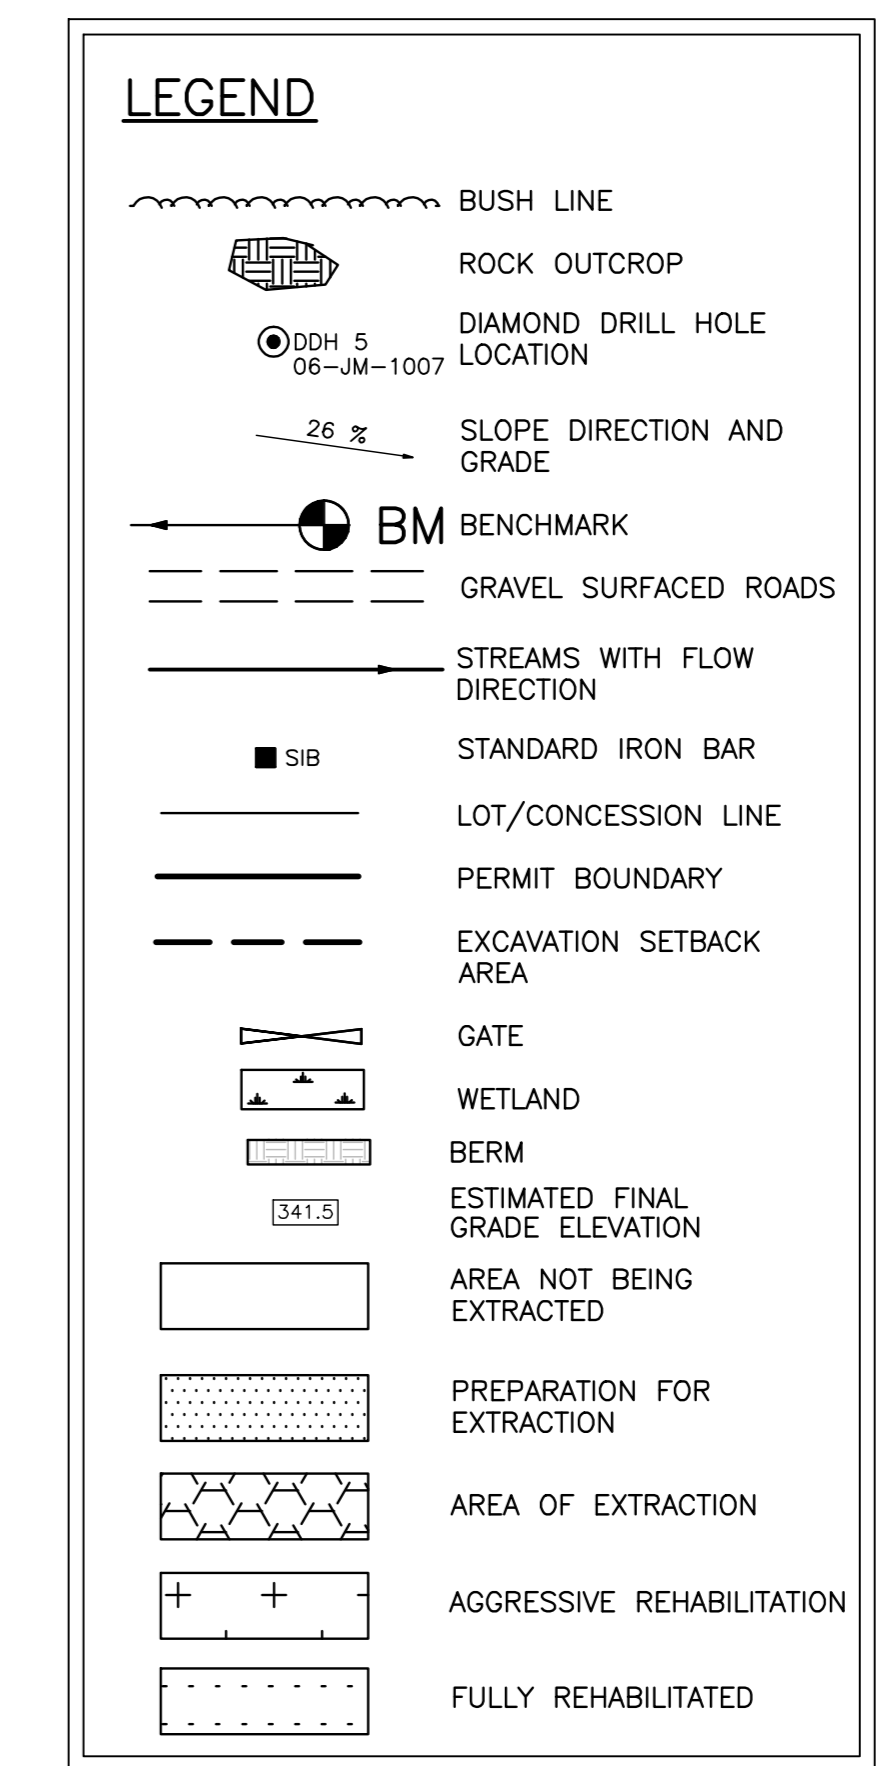 LEGEND
BUSH LINE
ROCK OUTCROP
DDH 5
06-JM-1007
DIAMOND DRILL HOLE
LOCATION
26 %
SLOPE DIRECTION AND
GRADE
BM
BENCHMARK
GRAVEL SURFACED ROADS
STREAMS WITH FLOW
DIRECTION
SIB
STANDARD IRON BAR
LOT/CONCESSION LINE
PERMIT BOUNDARY
EXCAVATION SETBACK
AREA
GATE
WETLAND
BERM
341.5
ESTIMATED FINAL
GRADE ELEVATION
AREA NOT BEING
EXTRACTED
PREPARATION FOR
EXTRACTION
AREA OF EXTRACTION
AGGRESSIVE REHABILITATION
FULLY REHABILITATED